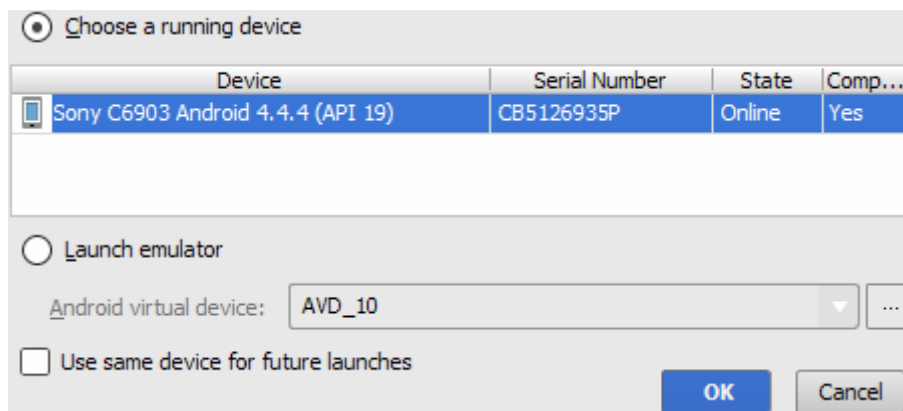 Choose a running device
Device Serial Number State Comp...
Sony C6903 Android 4.4.4 (API 19) CB5126935P Online Yes
Launch emulator
Android virtual device: AVD_10 ...
Use same device for future launches
OK Cancel